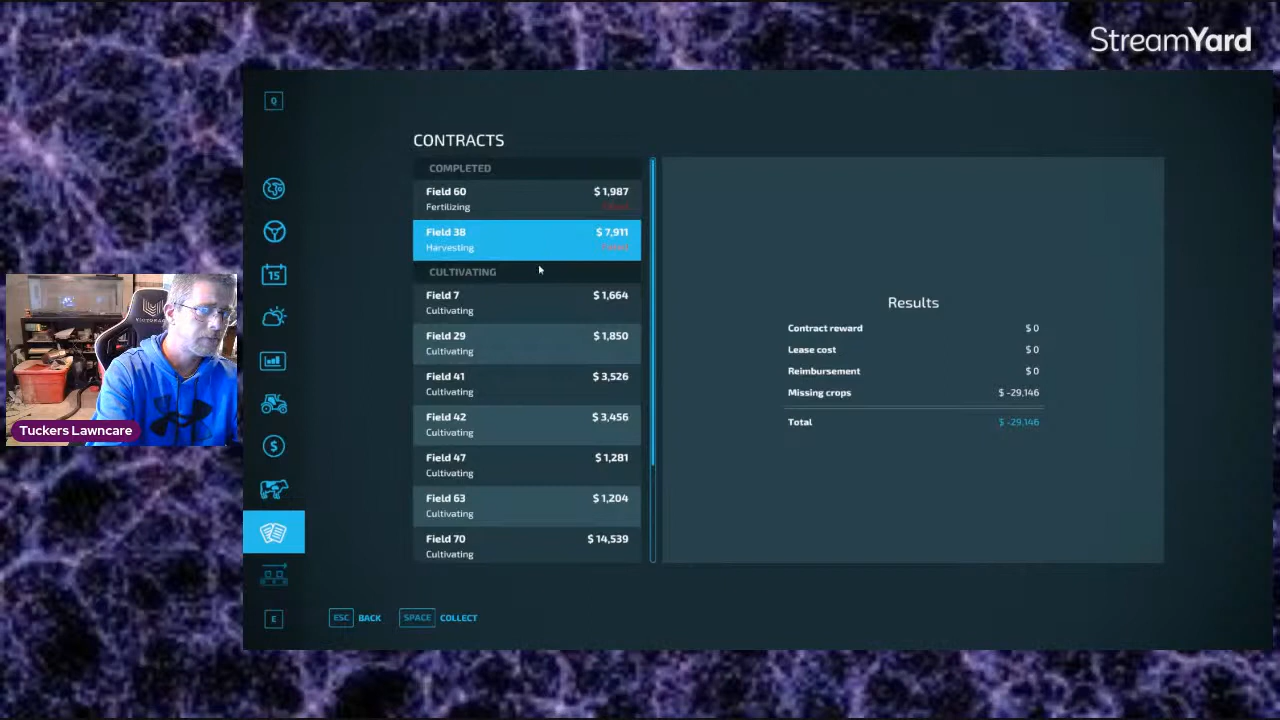 StreamYard
Q
CONTRACTS
COMPLETED
Field 60 $ 1,987
Fertilizing
Field 38 $ 7,911
Harvesting
CULTIVATING
Field 7 $ 1,664
Cultivating
Field 29 $ 1,850
Cultivating
Field 41 $ 3,526
Cultivating
Field 42 $ 3,456
Cultivating
Field 47 $ 1,281
Cultivating
Field 63 $ 1,204
Cultivating
Field 70 $ 14,539
Cultivating
Results
Contract reward $ 0
Lease cost $ 0
Reimbursement $ 0
Missing crops $ -29,146
Total $ -29,146
15
$
Tuckers Lawncare
E
ESC BACK SPACE COLLECT